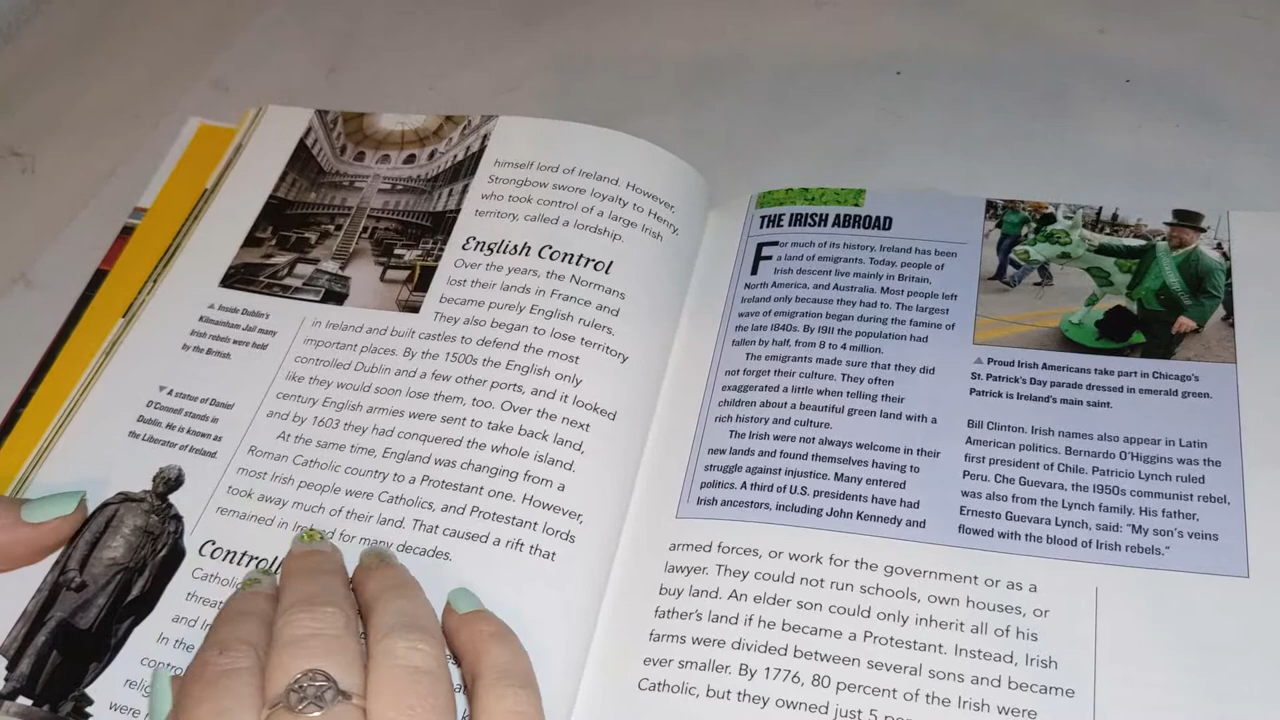 himself lord of Ireland. However,
Strongbow swore loyalty to Henry,
who took control of a large Irish
territory, called a lordship.
English Control
Over the years, the Normans
lost their lands in France and
became purely English rulers.
They also began to lose territory
in Ireland and built castles to defend the most
important places. By the 1500s the English only
controlled Dublin and a few other ports, and it looked
like they would soon lose them, too. Over the next
century English armies were sent to take back land,
and by 1603 they had conquered the whole island.
At the same time, England was changing from a
Roman Catholic country to a Protestant one. However,
most Irish people were Catholics, and Protestant lords
took away much of their land. That caused a rift that
remained in Ireland for many decades.
Inside Dublin's
Kilmainham Jail many
Irish rebels were held
by the British.
A statue of Daniel
O'Connell stands in
Dublin. He is known as
the Liberator of Ireland.
In the
were
THE IRISH ABROAD
For much of its history, Ireland has been
a land of emigrants. Today, people of
Irish descent live mainly in Britain,
North America, and Australia. Most people left
Ireland only because they had to. The largest
wave of emigration began during the famine of
the late 1840s. By 1911 the population had
fallen by half, from 8 to 4 million.
The emigrants made sure that they did
not forget their culture. They often
exaggerated a little when telling their
children about a beautiful green land with a
rich history and culture.
The Irish were not always welcome in their
new lands and found themselves having to
struggle against injustice. Many entered
politics. A third of U.S. presidents have had
Irish ancestors, including John Kennedy and
Proud Irish Americans take part in Chicago's
St. Patrick's Day parade dressed in emerald green.
Patrick is Ireland's main saint.
Bill Clinton. Irish names also appear in Latin
American politics. Bernardo O'Higgins was the
first president of Chile. Patricio Lynch ruled
Peru. Che Guevara, the 1950s communist rebel,
was also from the Lynch family. His father,
Ernesto Guevara Lynch, said: "My son's veins
flowed with the blood of Irish rebels."
armed forces, or work for the government or as a
lawyer. They could not run schools, own houses, or
buy land. An elder son could only inherit all of his
father's land if he became a Protestant. Instead, Irish
farms were divided between several sons and became
ever smaller. By 1776, 80 percent of the Irish were
Catholic, but they owned just 5